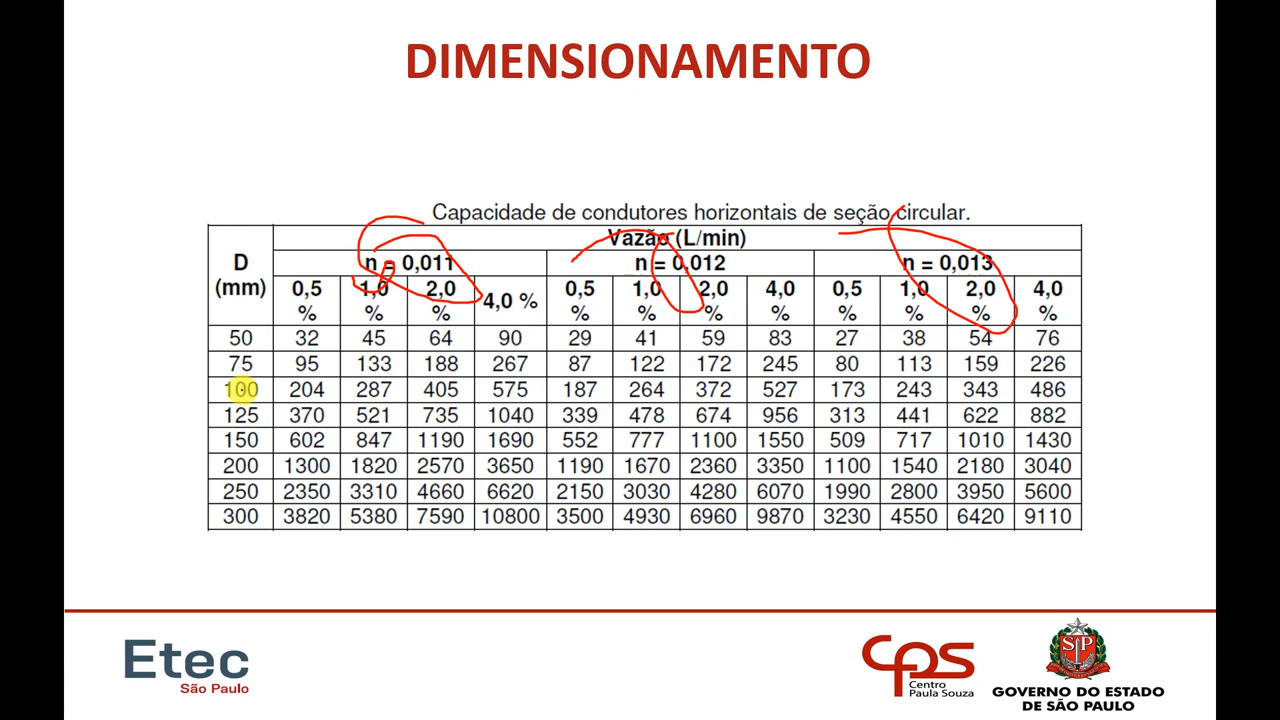 DIMENSIONAMENTO
Capacidade de condutores horizontais de seção circular.
D (mm) Vazão (L/min)
n = 0,011 n = 0,012 n = 0,013
0,5 % 1,0 % 2,0 % 4,0 % 0,5 % 1,0 % 2,0 % 4,0 % 0,5 % 1,0 % 2,0 % 4,0 %
50 32 45 64 90 29 41 59 83 27 38 54 76
75 95 133 188 267 87 122 172 245 80 113 159 226
100 204 287 405 575 187 264 372 527 173 243 343 486
125 370 521 735 1040 339 478 674 956 313 441 622 882
150 602 847 1190 1690 552 777 1100 1550 509 717 1010 1430
200 1300 1820 2570 3650 1190 1670 2360 3350 1100 1540 2180 3040
250 2350 3310 4660 6620 2150 3030 4280 6070 1990 2800 3950 5600
300 3820 5380 7590 10800 3500 4930 6960 9870 3230 4550 6420 9110
Etec
São Paulo
cps
Centro
Paula Souza
SP
GOVERNO DO ESTADO
DE SÃO PAULO